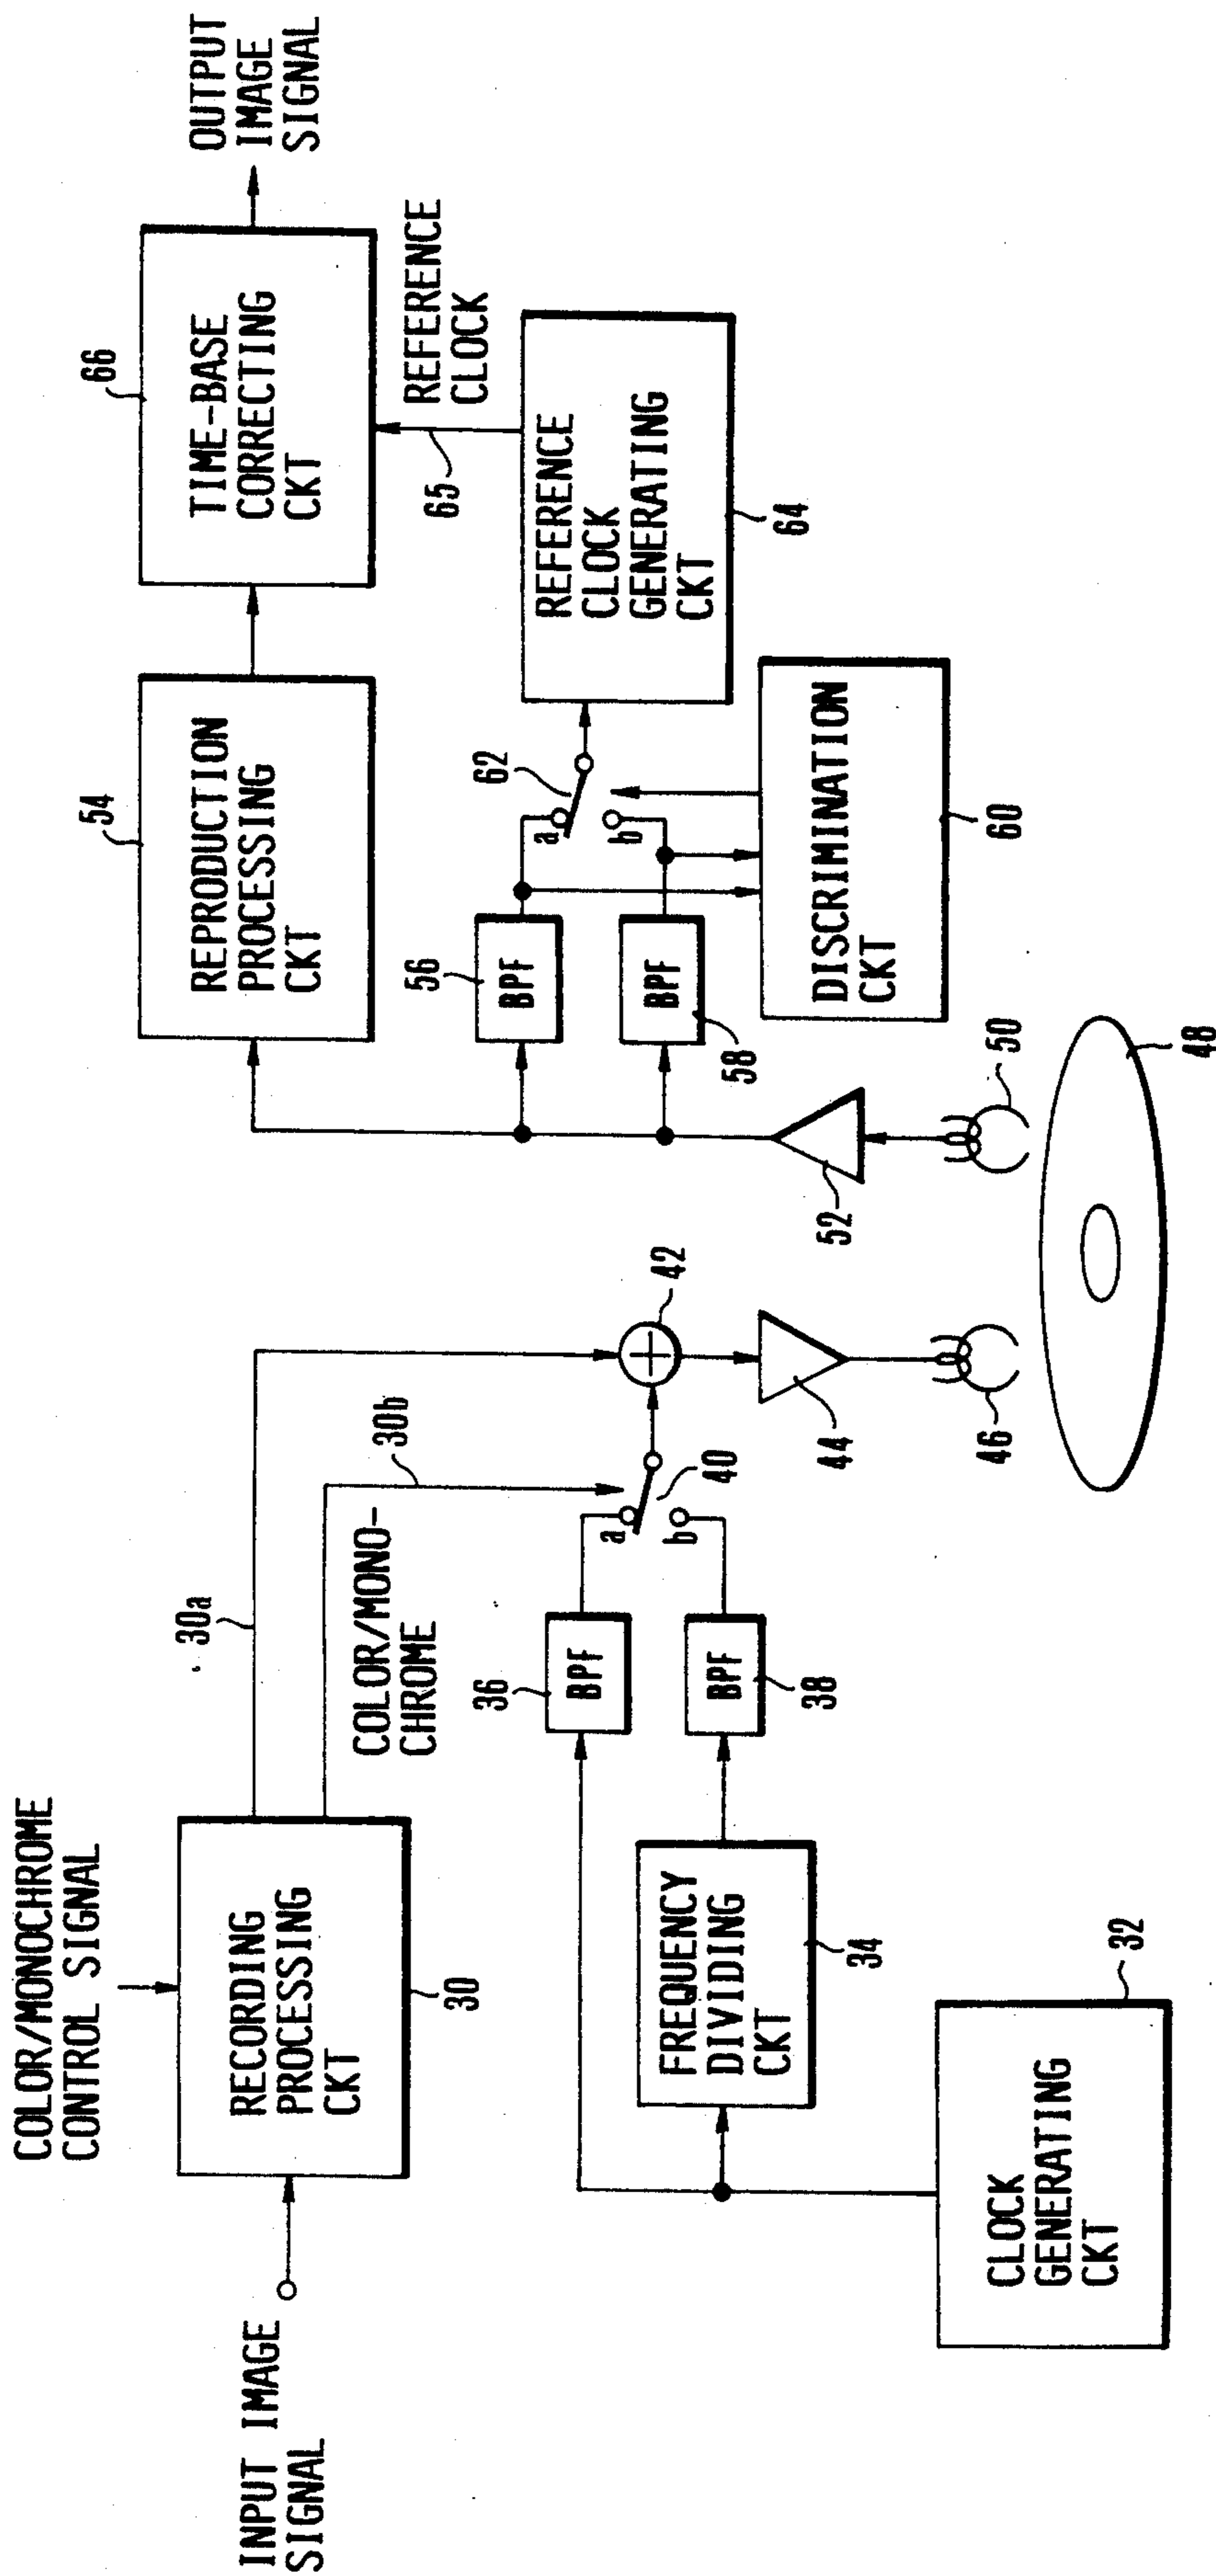 INPUT IMAGE
SIGNAL
COLOR/MONOCHROME
CONTROL SIGNAL
RECORDING
PROCESSING
CKT
30
30a
30b
COLOR/MONO-
CHROME
CLOCK
GENERATING
CKT
32
FREQUENCY
DIVIDING
CKT
34
BPF
36
BPF
38
a
b
40
42
44
46
48
50
52
REPRODUCTION
PROCESSING
CKT
54
BPF
56
BPF
58
a
b
62
DISCRIMINATION
CKT
60
REFERENCE
CLOCK
GENERATING
CKT
64
65
REFERENCE
CLOCK
TIME-BASE
CORRECTING
CKT
66
OUTPUT
IMAGE
SIGNAL